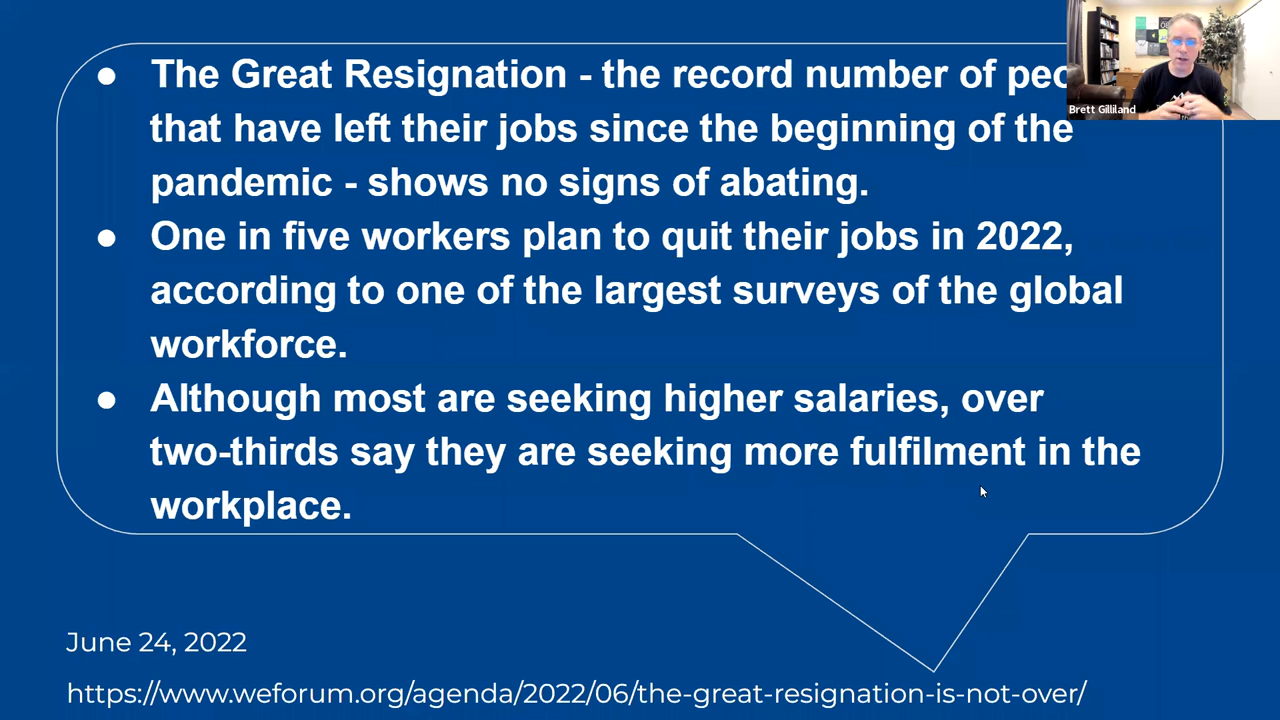 ● The Great Resignation - the record number of
that have left their jobs since the beginning of the
pandemic - shows no signs of abating.
● One in five workers plan to quit their jobs in 2022,
according to one of the largest surveys of the global
workforce.
● Although most are seeking higher salaries, over
two-thirds say they are seeking more fulfilment in the
workplace.
Brett Gilliland
June 24, 2022
https://www.weforum.org/agenda/2022/06/the-great-resignation-is-not-over/